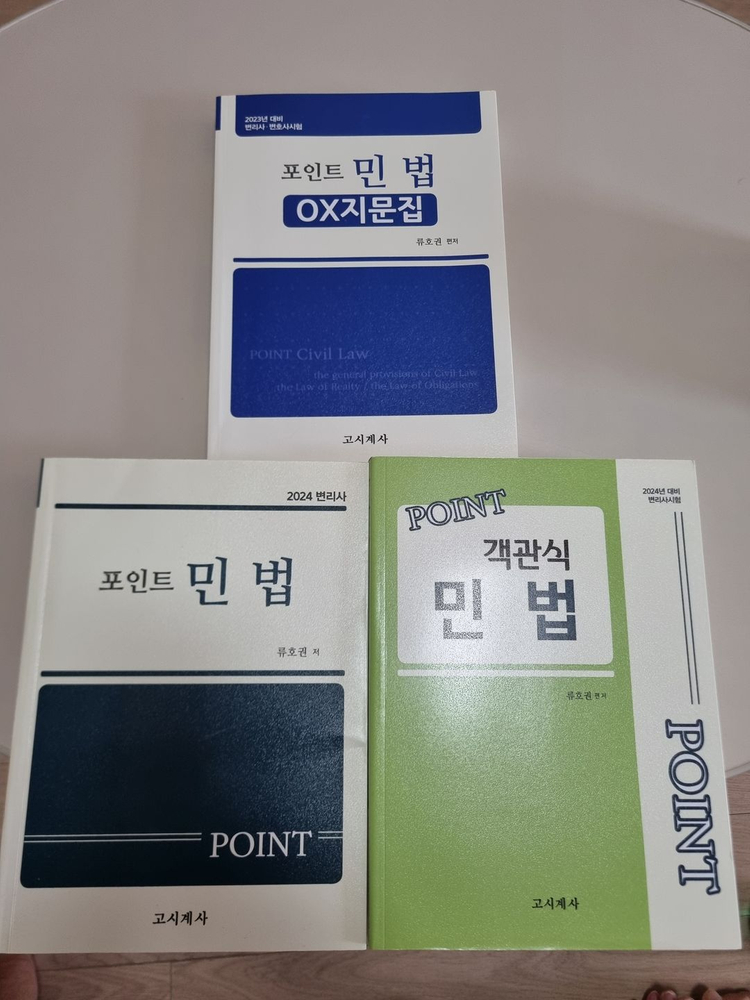 2023년 대비
변리사·변호사시험
포인트 민 법
OX지문집
류호권 편저
POINT Civil Law
the general provisions of Civil Law
the Law of Realty / the Law of Obligations
고시계사
2024 변리사
포인트 민 법
류호권 저
POINT
고시계사
POINT
객관식
민 법
류호권 편저
고시계사
2024년 대비
변리사시험
POINT